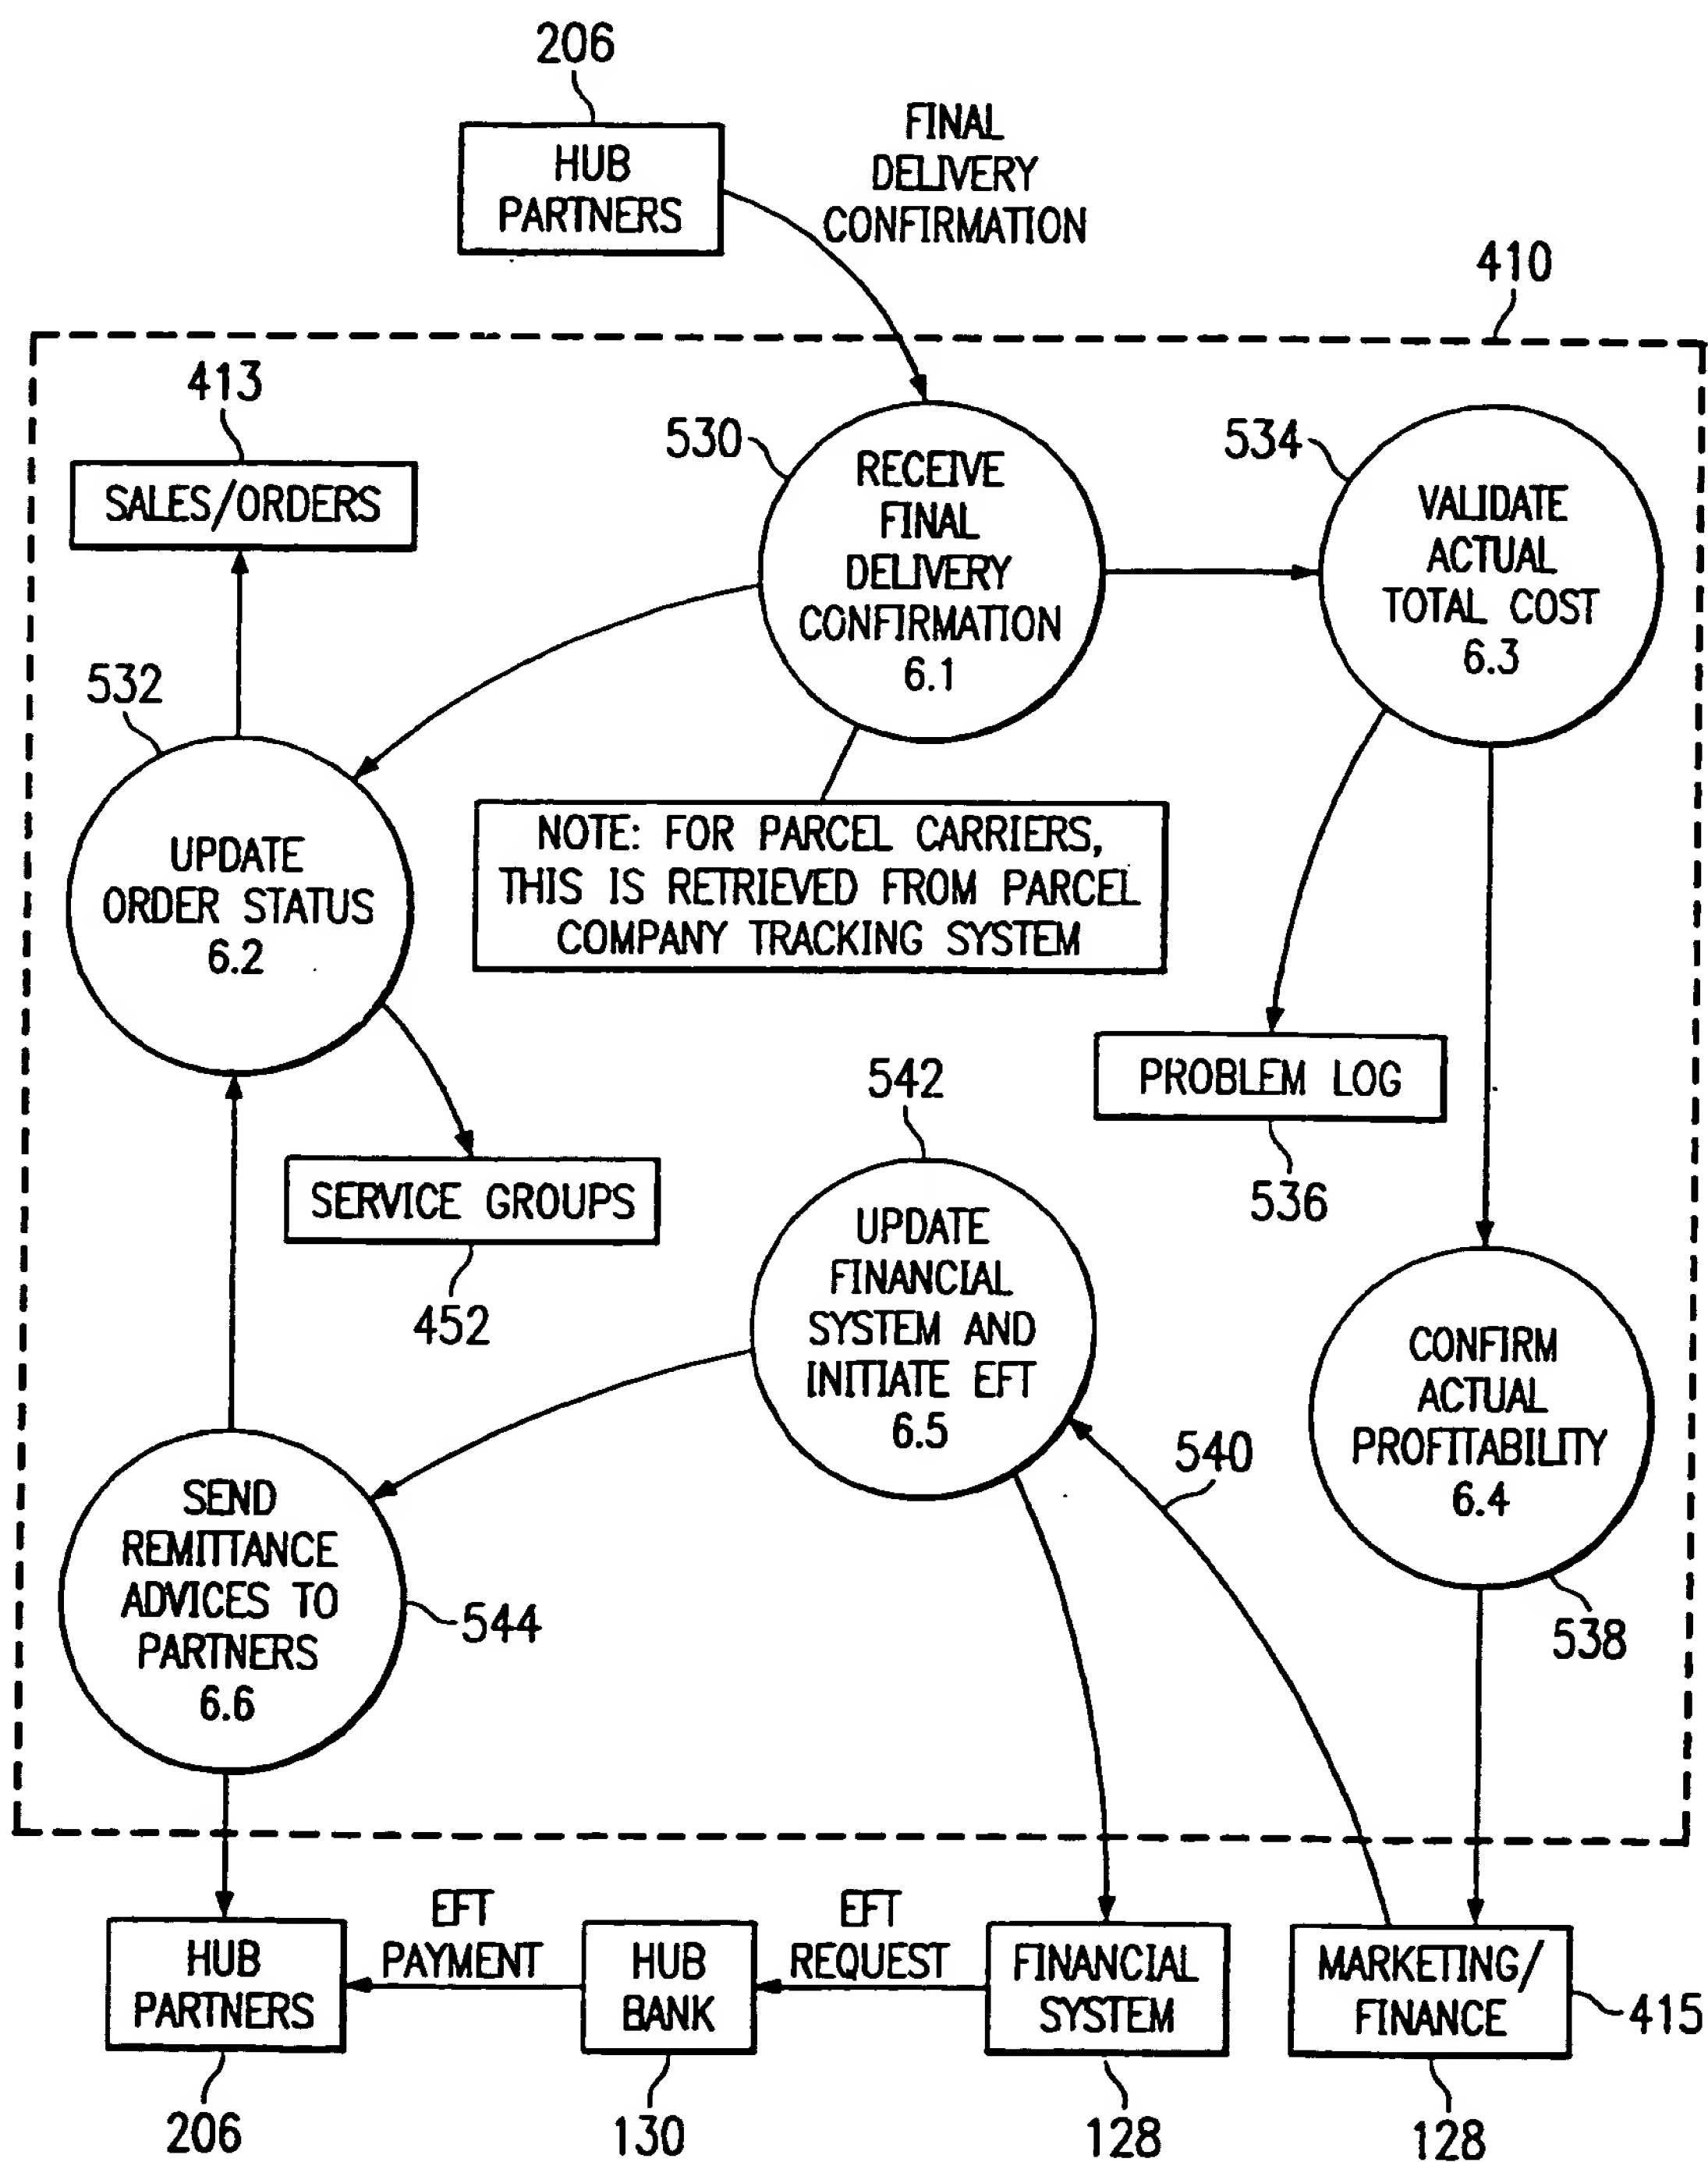 206
HUB
PARTNERS
FINAL
DELIVERY
CONFIRMATION
410
413
SALES/ORDERS
530
RECEIVE
FINAL
DELIVERY
CONFIRMATION
6.1
534
VALIDATE
ACTUAL
TOTAL COST
6.3
532
UPDATE
ORDER STATUS
6.2
NOTE: FOR PARCEL CARRIERS,
THIS IS RETRIEVED FROM PARCEL
COMPANY TRACKING SYSTEM
PROBLEM LOG
536
SERVICE GROUPS
452
542
UPDATE
FINANCIAL
SYSTEM AND
INITIATE EFT
6.5
540
CONFIRM
ACTUAL
PROFITABILITY
6.4
538
SEND
REMITTANCE
ADVICES TO
PARTNERS
6.6
544
HUB
PARTNERS
206
EFT
PAYMENT
HUB
BANK
130
EFT
REQUEST
FINANCIAL
SYSTEM
128
MARKETING/
FINANCE
415
128